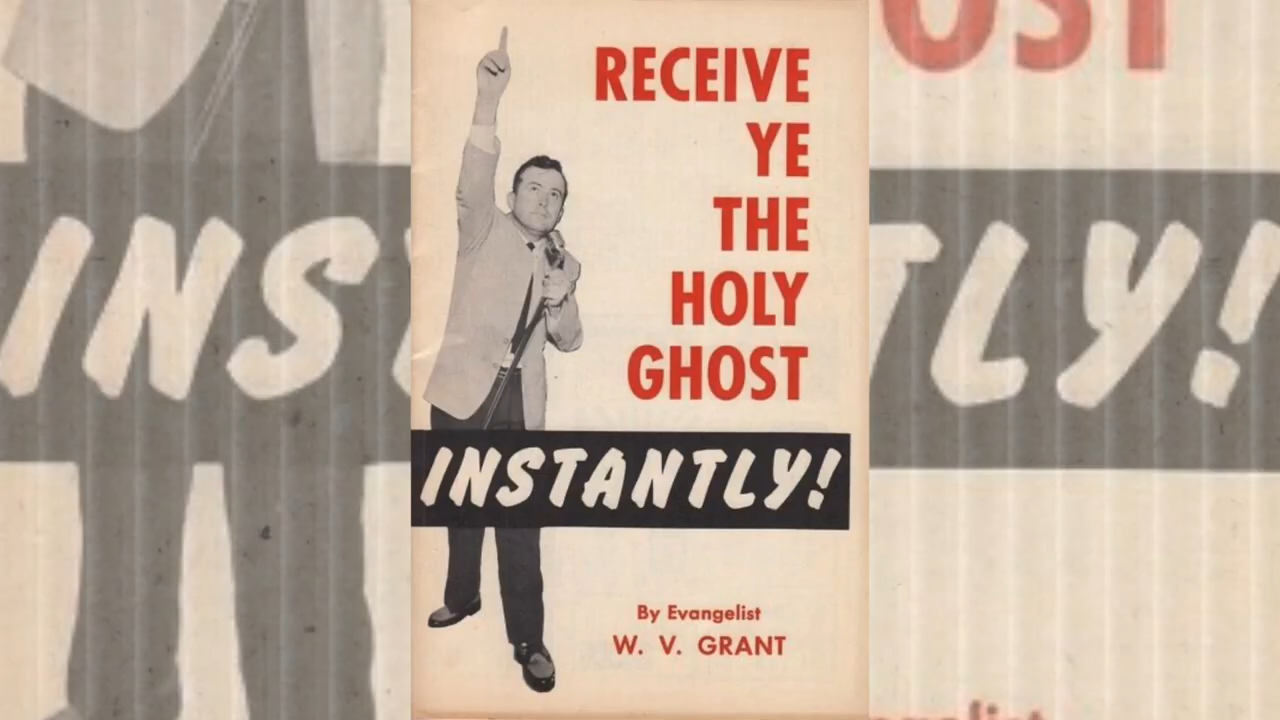 RECEIVE
YE
THE
HOLY
GHOST
INSTANTLY!
By Evangelist
W. V. GRANT